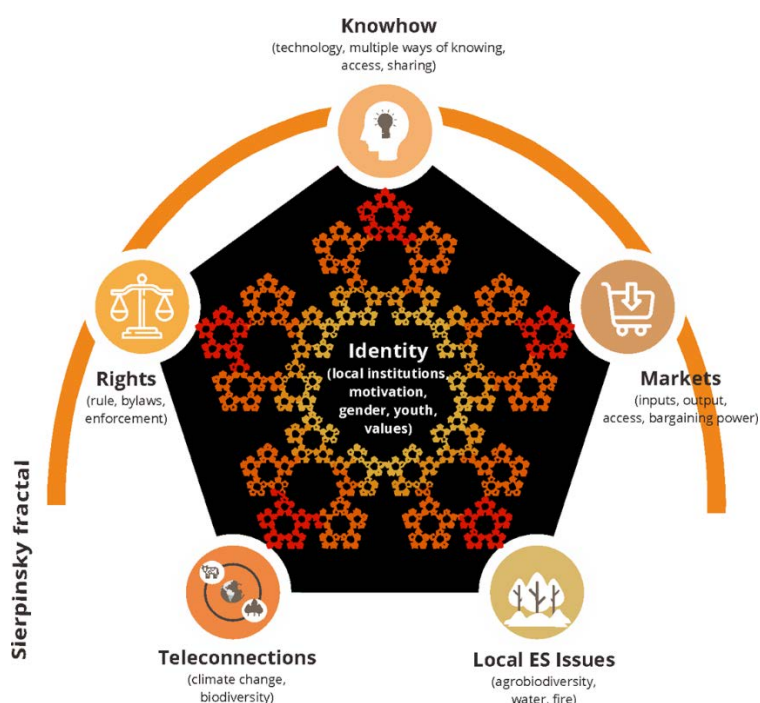 Knowhow
(technology, multiple ways of knowing,
access, sharing)
Identity
(local institutions,
motivation,
gender, youth,
values)
Rights
(rule, bylaws,
enforcement)
Markets
(inputs, output,
access, bargaining power)
Sierpinsky fractal
Teleconnections
(climate change,
biodiversity)
Local ES Issues
(agrobiodiversity,
water, fire)